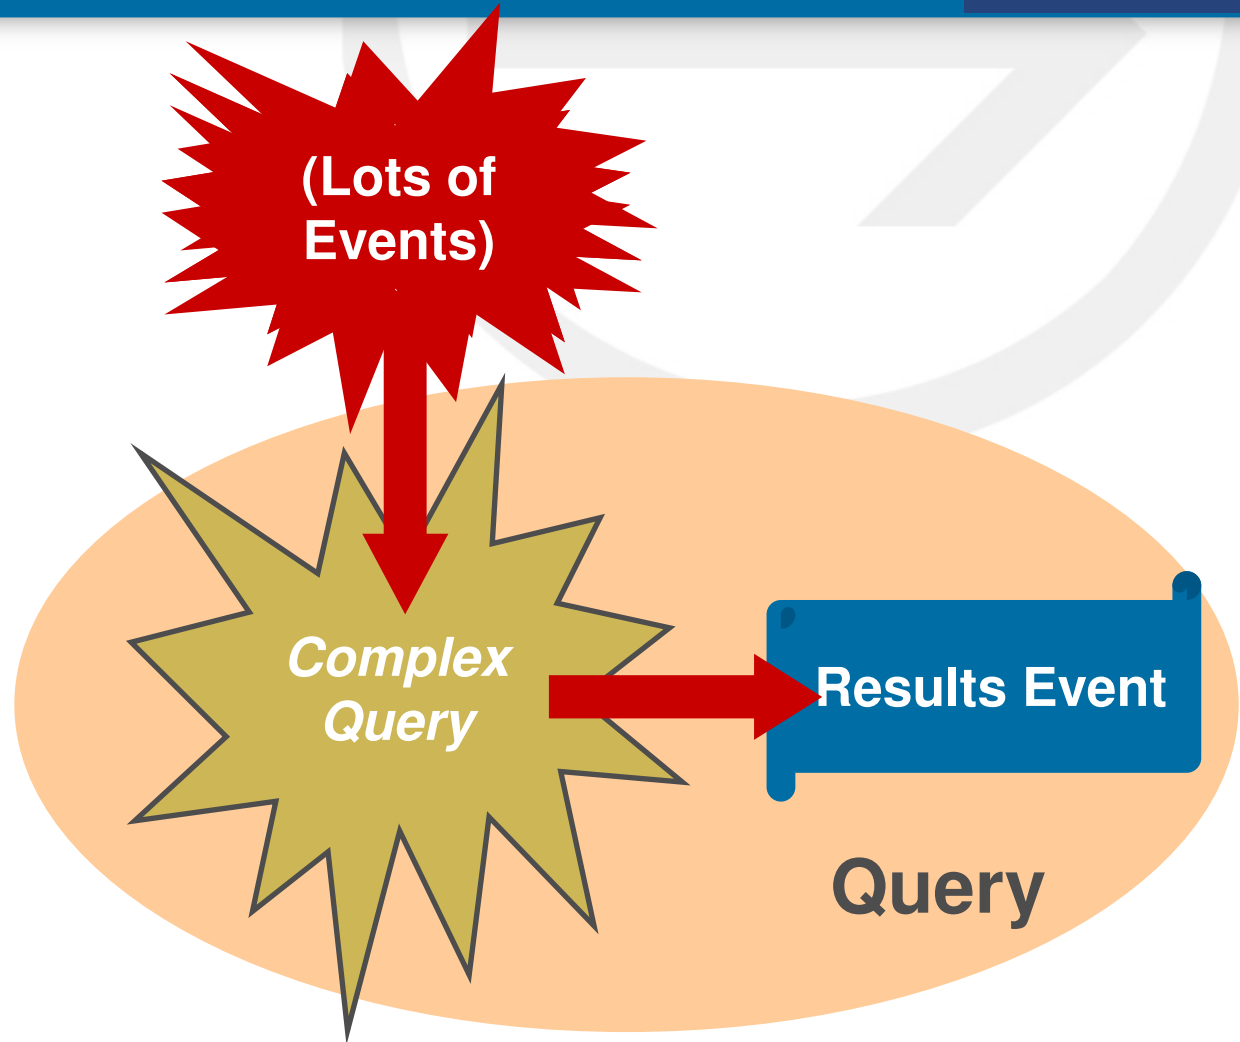 (Lots of
Events)
Complex
Query
Results Event
Query